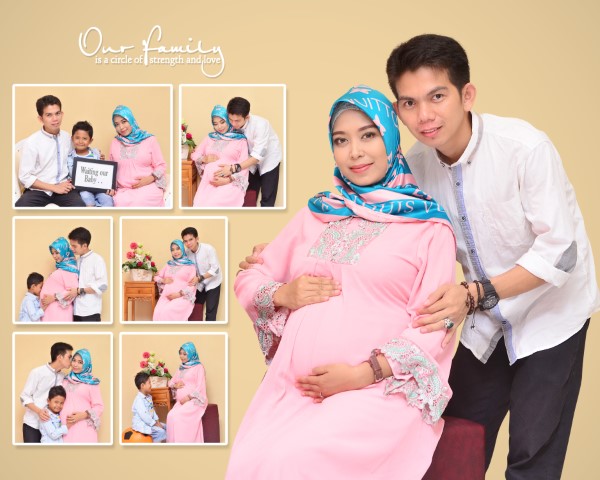 Our Family
is a circle of strength and love
Waiting our
Baby . .